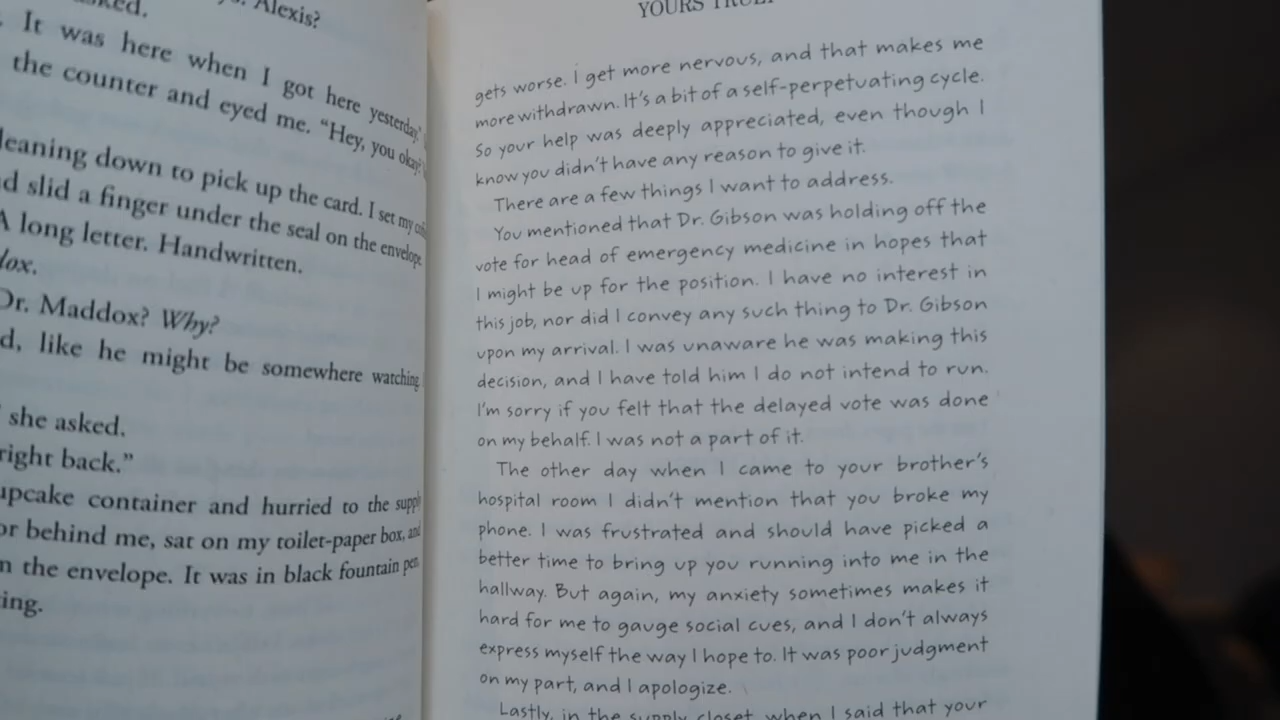 Alexis?
It was here when I got here yesterday."
the counter and eyed me. "Hey, you okay?
leaning down to pick up the card. I set my
slid a finger under the seal on the envelope
A long letter. Handwritten.
Dr. Maddox? Why?
like he might be somewhere watching
she asked.
right back."
container and hurried to the
behind me, sat on my toilet-paper box, and
the envelope. It was in black fountain pen
YOURS
gets worse. I get more nervous, and that makes me
more withdrawn. It's a bit of a self-perpetuating cycle.
So your help was deeply appreciated, even though I
know you didn't have any reason to give it.
There are a few things I want to address.
You mentioned that Dr. Gibson was holding off the
vote for head of emergency medicine in hopes that
I might be up for the position. I have no interest in
this job, nor did I convey any such thing to Dr. Gibson
upon my arrival. I was unaware he was making this
decision, and I have told him I do not intend to run.
I'm sorry if you felt that the delayed vote was done
on my behalf. I was not a part of it.
The other day when I came to your brother's
hospital room I didn't mention that you broke my
phone. I was frustrated and should have picked a
better time to bring up you running into me in the
hallway. But again, my anxiety sometimes makes it
hard for me to gauge social cues, and I don't always
express myself the way I hope to. It was poor judgment
on my part, and I apologize.
Lastly, in the supply closet, when I said that your